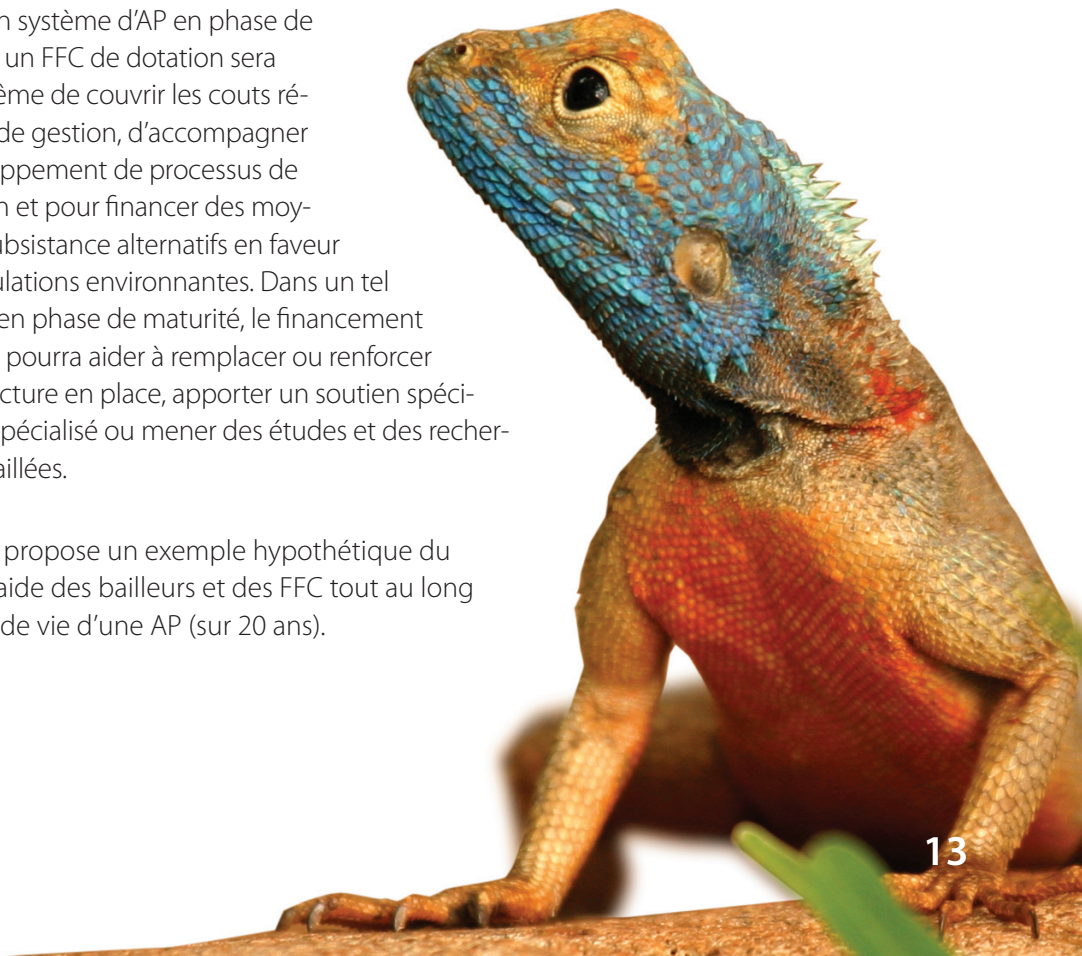 n système d’AP en phase de
un FFC de dotation sera
ême de couvrir les couts ré-
de gestion, d’accompagner
ppement de processus de
n et pour financer des moy-
ubsistance alternatifs en faveur
ulations environnantes. Dans un tel
en phase de maturité, le financement
pourra aider à remplacer ou renforcer
cture en place, apporter un soutien spéci-
pécialisé ou mener des études et des recher-
aillées.
propose un exemple hypothétique du
aide des bailleurs et des FFC tout au long
de vie d’une AP (sur 20 ans).
13